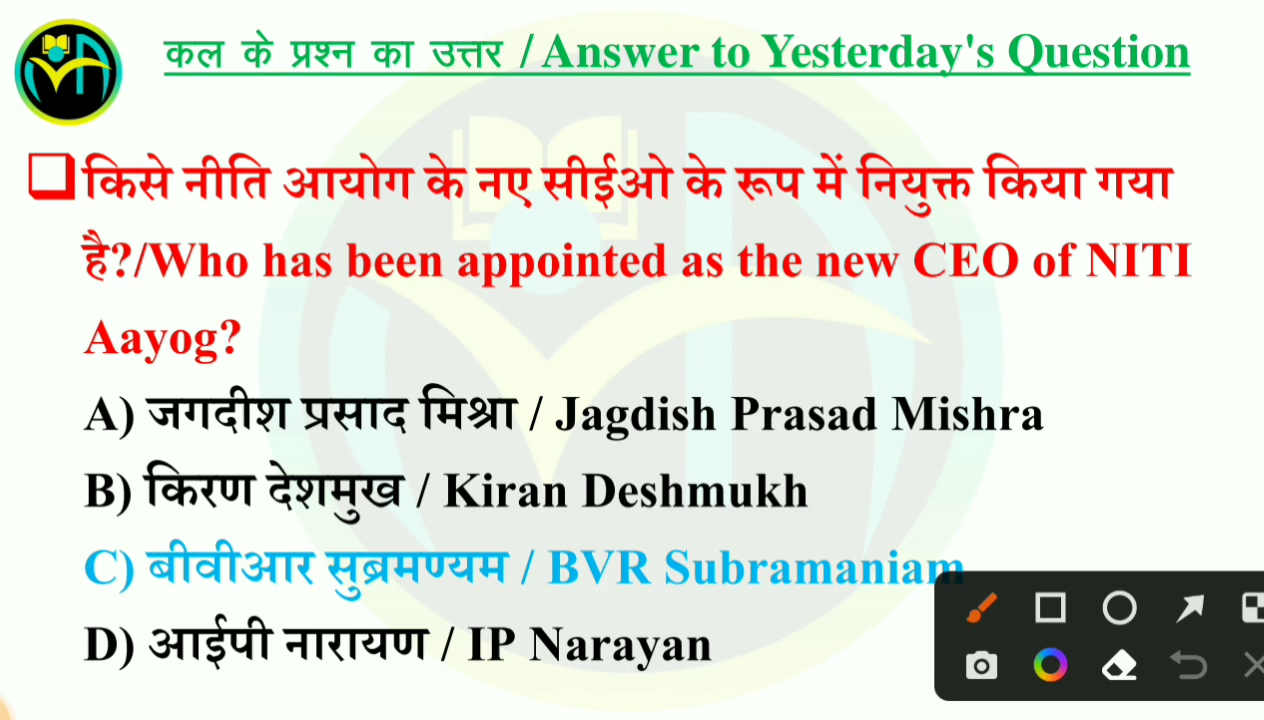 कल के प्रश्न का उत्तर / Answer to Yesterday's Question
किसे नीति आयोग के नए सीईओ के रूप में नियुक्त किया गया
है?/Who has been appointed as the new CEO of NITI
Aayog?
A) जगदीश प्रसाद मिश्रा / Jagdish Prasad Mishra
B) किरण देशमुख / Kiran Deshmukh
C) बीवीआर सुब्रमण्यम / BVR Subramaniam
D) आईपी नारायण / IP Narayan